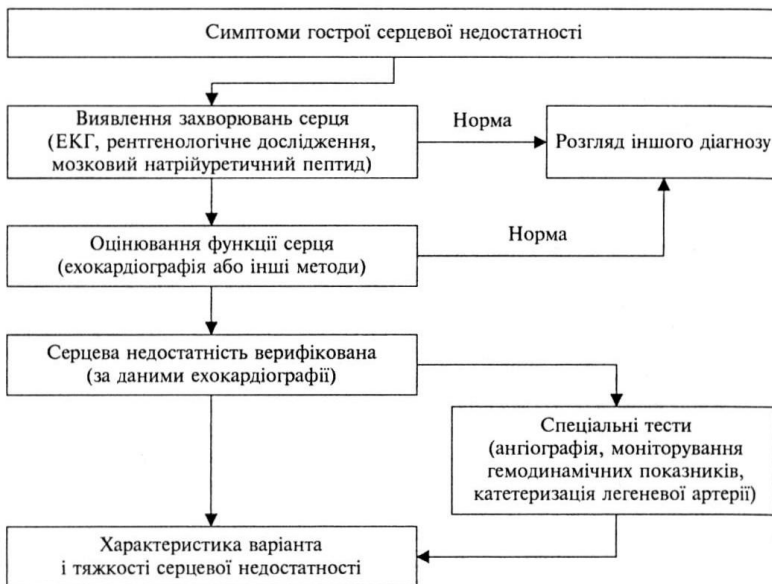 Симптоми гострої серцевої недостатності
Виявлення захворювань серця
(ЕКГ, рентгенологічне дослідження,
мозковий натрійуретичний пептид)
Норма
Розгляд іншого діагнозу
Оцінювання функції серця
(ехокардіографія або інші методи)
Норма
Серцева недостатність верифікована
(за даними ехокардіографії)
Спеціальні тести
(ангіографія, моніторування
гемодинамічних показників,
катетеризація легеневої артерії)
Характеристика варіанта
і тяжкості серцевої недостатності